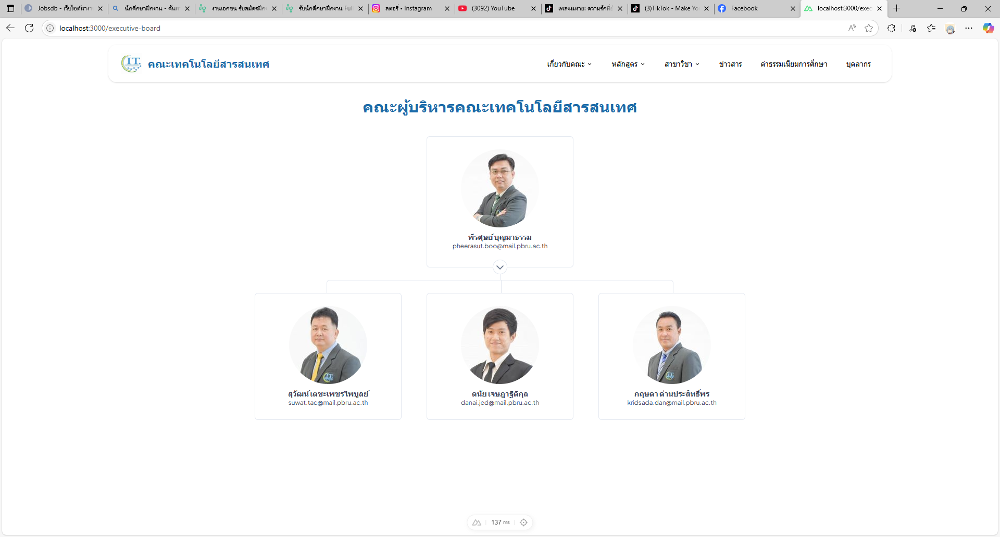 Jobsdb - เว็บไซต์หางา
นักศึกษาฝึกงาน - ค้นห
งานเอกชน รับสมัครฝึก
รับนักศึกษาฝึกงาน Full
สตอรี่ • Instagram
(3092) YouTube
เพลงงมงาย: ความรักที่
(3)TikTok - Make Yo
Facebook
localhost:3000/exec
localhost:3000/executive-board
IT
คณะเทคโนโลยีสารสนเทศ
เกี่ยวกับคณะ
หลักสูตร
สาขาวิชา
ข่าวสาร
ค่าธรรมเนียมการศึกษา
บุคลากร
คณะผู้บริหารคณะเทคโนโลยีสารสนเทศ
พีรศุษย์ บุญมาธรรม
pheerasut.boo@mail.pbru.ac.th
สุวัฒน์ เตชะเพชรไพบูลย์
suwat.tac@mail.pbru.ac.th
ดนัย เจษฎาฐิติกุล
danai.jed@mail.pbru.ac.th
กฤษดา ด่านประสิทธิ์พร
kridsada.dan@mail.pbru.ac.th
137 ms